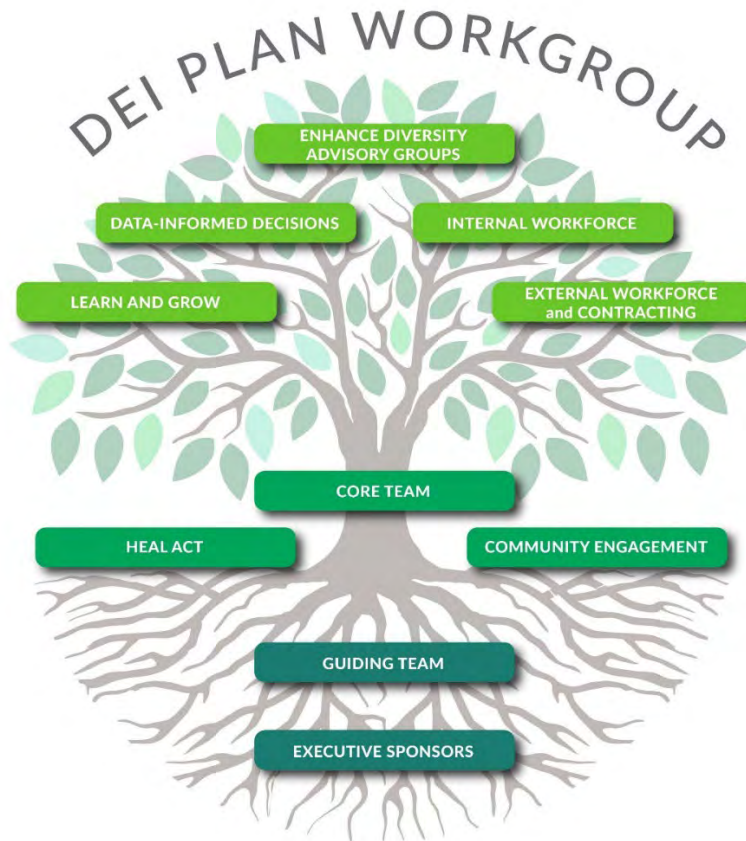 DEI PLAN WORKGROUP
ENHANCE DIVERSITY
ADVISORY GROUPS
DATA-INFORMED DECISIONS
INTERNAL WORKFORCE
LEARN AND GROW
EXTERNAL WORKFORCE
and CONTRACTING
CORE TEAM
HEAL ACT
COMMUNITY ENGAGEMENT
GUIDING TEAM
EXECUTIVE SPONSORS